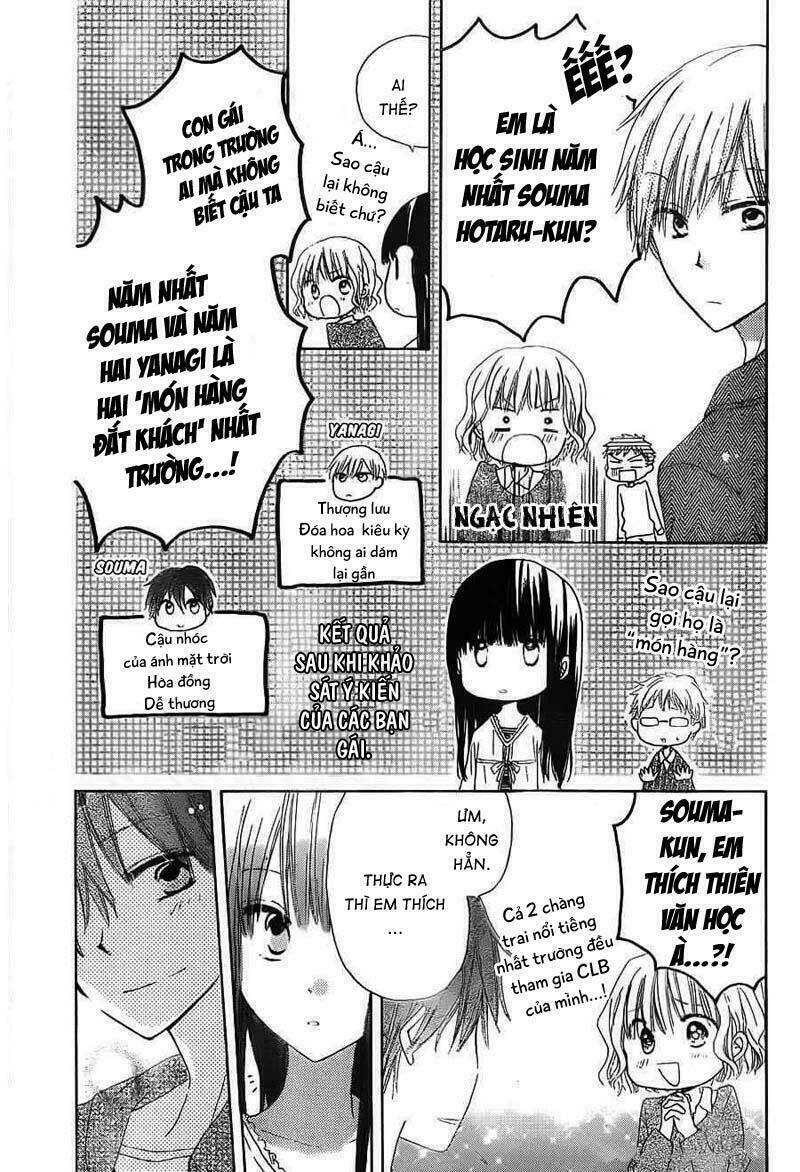 ẾẾẾ?
EM LÀ
HỌC SINH NĂM
NHẤT SOUMA
HOTARU-KUN?
NGẠC NHIÊN
AI
THẾ?
Á...
Sao cậu
lại không
biết chứ?
CON GÁI
TRONG TRƯỜNG
AI MÀ KHÔNG
BIẾT CẬU TA
NĂM NHẤT
SOUMA VÀ NĂM
HAI YANAGI LÀ
HAI "MÓN HÀNG
ĐẮT KHÁCH" NHẤT
TRƯỜNG...!
YANAGI
Thượng lưu
Đóa hoa kiêu kỳ
không ai dám
lại gần
SOUMA
Cậu nhóc
của ánh mặt trời
Hòa đồng
Dễ thương
KẾT QUẢ
SAU KHI KHẢO
SÁT Ý KIẾN
CỦA CÁC BẠN
GÁI.
Sao cậu lại
gọi họ là
"món hàng"?
SOUMA-
KUN, EM
THÍCH THIÊN
VĂN HỌC
À...?!
Cả 2 chàng
trai nổi tiếng
nhất trường đều
tham gia CLB
của mình...!
ƯM,
KHÔNG
HẲN.
THỰC RA
THÌ EM THÍCH
...